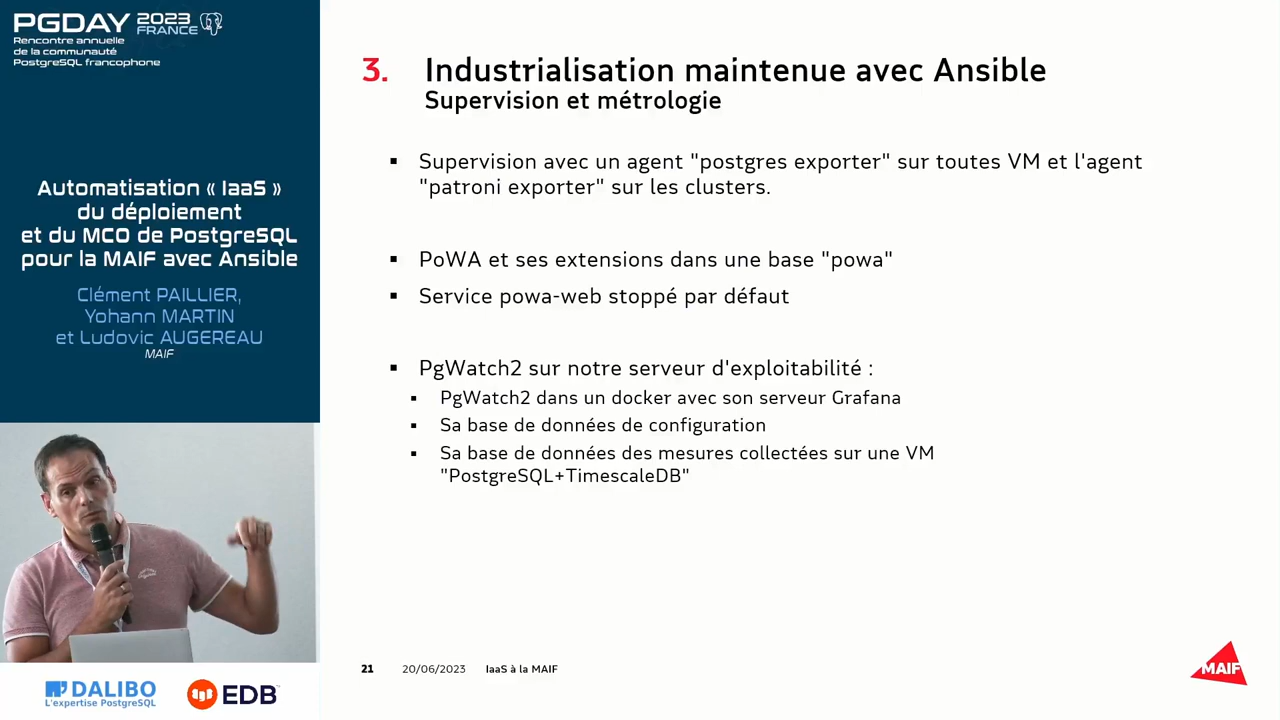 PGDAY 2023 FRANCE
Rencontre annuelle
de la communauté
PostgreSQL francophone
Automatisation « IaaS »
du déploiement
et du MCO de PostgreSQL
pour la MAIF avec Ansible
Clément PAILLIER,
Yohann MARTIN
et Ludovic AUGEREAU
MAIF
DALIBO
L'expertise PostgreSQL
EDB
3. Industrialisation maintenue avec Ansible
Supervision et métrologie
▪ Supervision avec un agent "postgres exporter" sur toutes VM et l'agent
"patroni exporter" sur les clusters.
▪ PoWA et ses extensions dans une base "powa"
▪ Service powa-web stoppé par défaut
▪ PgWatch2 sur notre serveur d'exploitabilité :
▪ PgWatch2 dans un docker avec son serveur Grafana
▪ Sa base de données de configuration
▪ Sa base de données des mesures collectées sur une VM
"PostgreSQL+TimescaleDB"
21 20/06/2023 IaaS à la MAIF
MAIF